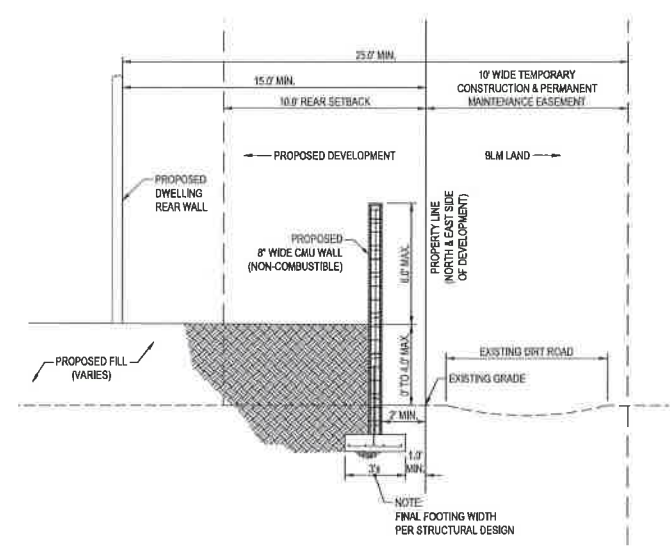 25.0' MIN.
15.0' MIN.
10.0' REAR SETBACK
10' WIDE TEMPORARY
CONSTRUCTION & PERMANENT
MAINTENANCE EASEMENT
PROPOSED DEVELOPMENT
BLM LAND
PROPOSED
DWELLING
REAR WALL
PROPOSED
8" WIDE CMU WALL
(NON-COMBUSTIBLE)
6.0' MAX.
PROPERTY LINE
(NORTH & EAST SIDE
OF DEVELOPMENT)
0' TO 4.0' MAX.
PROPOSED FILL
(VARIES)
EXISTING DIRT ROAD
EXISTING GRADE
2' MIN.
1.0'
MIN.
3'±
NOTE:
FINAL FOOTING WIDTH
PER STRUCTURAL DESIGN